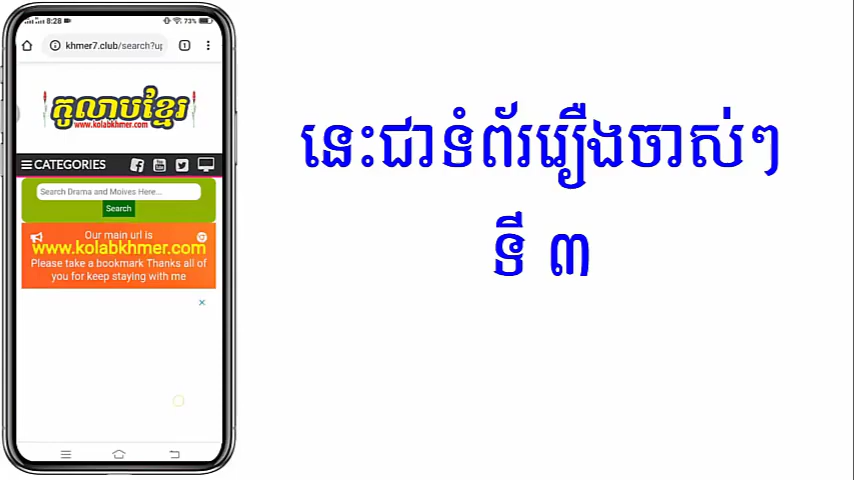 8:28
73%
khmer7.club/search?up
1
កូលាបខ្មែរ
www.kolabkhmer.com
CATEGORIES
Search Drama and Moives Here...
Search
Our main url is
www.kolabkhmer.com
Please take a bookmark Thanks all of
you for keep staying with me
នេះជាទំព័ររឿងចាស់ៗ
ទី ៣